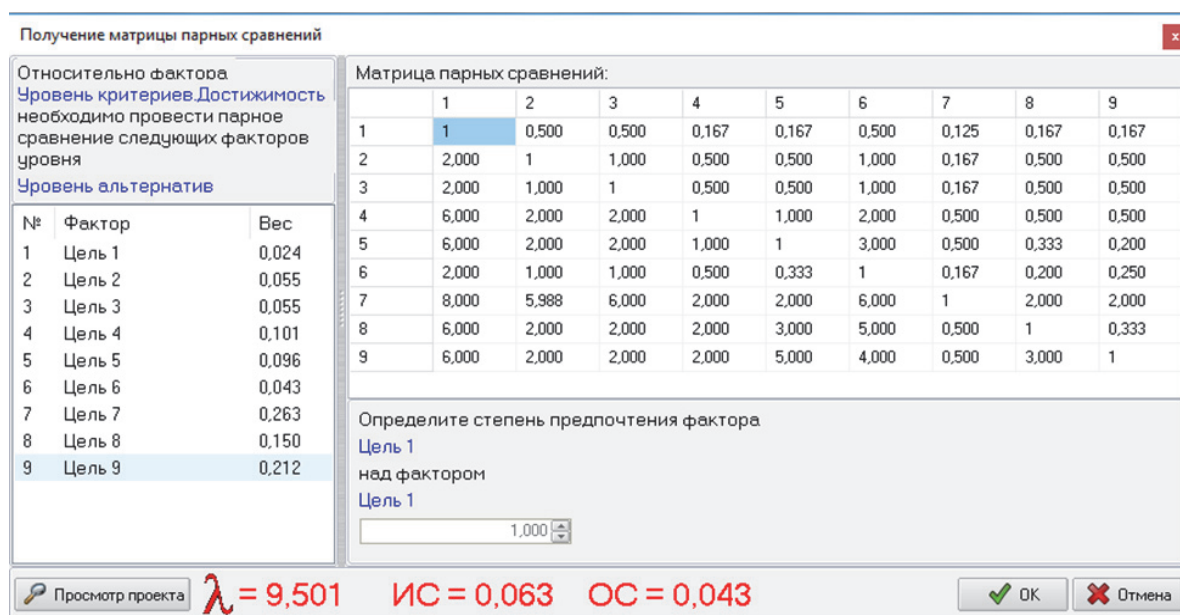 Получение матрицы парных сравнений
x
Относительно фактора
Уровень критериев.Достижимость
необходимо провести парное
сравнение следующих факторов
уровня
Уровень альтернатив
№ Фактор Вес
1 Цель 1 0,024
2 Цель 2 0,055
3 Цель 3 0,055
4 Цель 4 0,101
5 Цель 5 0,096
6 Цель 6 0,043
7 Цель 7 0,263
8 Цель 8 0,150
9 Цель 9 0,212
Матрица парных сравнений:
1 2 3 4 5 6 7 8 9
1 1 0,500 0,500 0,167 0,167 0,500 0,125 0,167 0,167
2 2,000 1 1,000 0,500 0,500 1,000 0,167 0,500 0,500
3 2,000 1,000 1 0,500 0,500 1,000 0,167 0,500 0,500
4 6,000 2,000 2,000 1 1,000 2,000 0,500 0,500 0,500
5 6,000 2,000 2,000 1,000 1 3,000 0,500 0,333 0,200
6 2,000 1,000 1,000 0,500 0,333 1 0,167 0,200 0,250
7 8,000 5,988 6,000 2,000 2,000 6,000 1 2,000 2,000
8 6,000 2,000 2,000 2,000 3,000 5,000 0,500 1 0,333
9 6,000 2,000 2,000 2,000 5,000 4,000 0,500 3,000 1
Определите степень предпочтения фактора
Цель 1
над фактором
Цель 1
1,000
Просмотр проекта λ = 9,501 ИС = 0,063 ОС = 0,043 OK Отмена